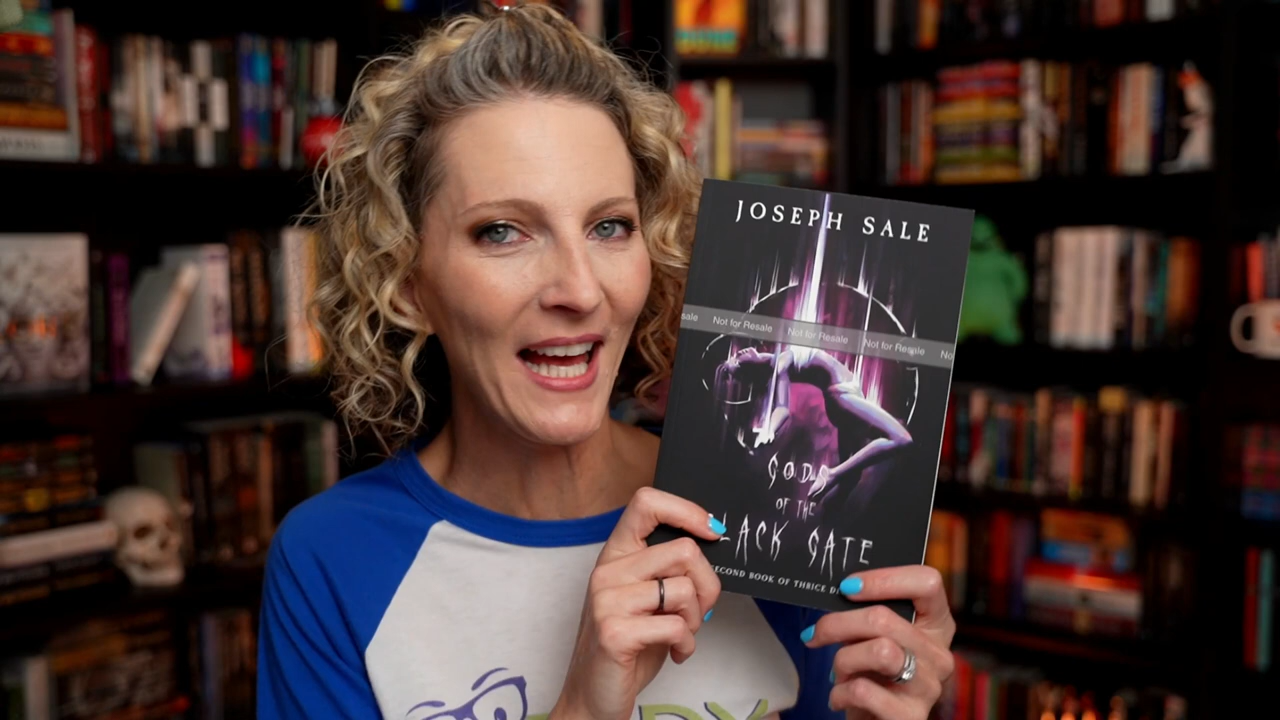 JOSEPH SALE
Not for Resale Not for Resale Not for Resale
GODS
OF THE
LACK GATE
SECOND BOOK OF THRICE